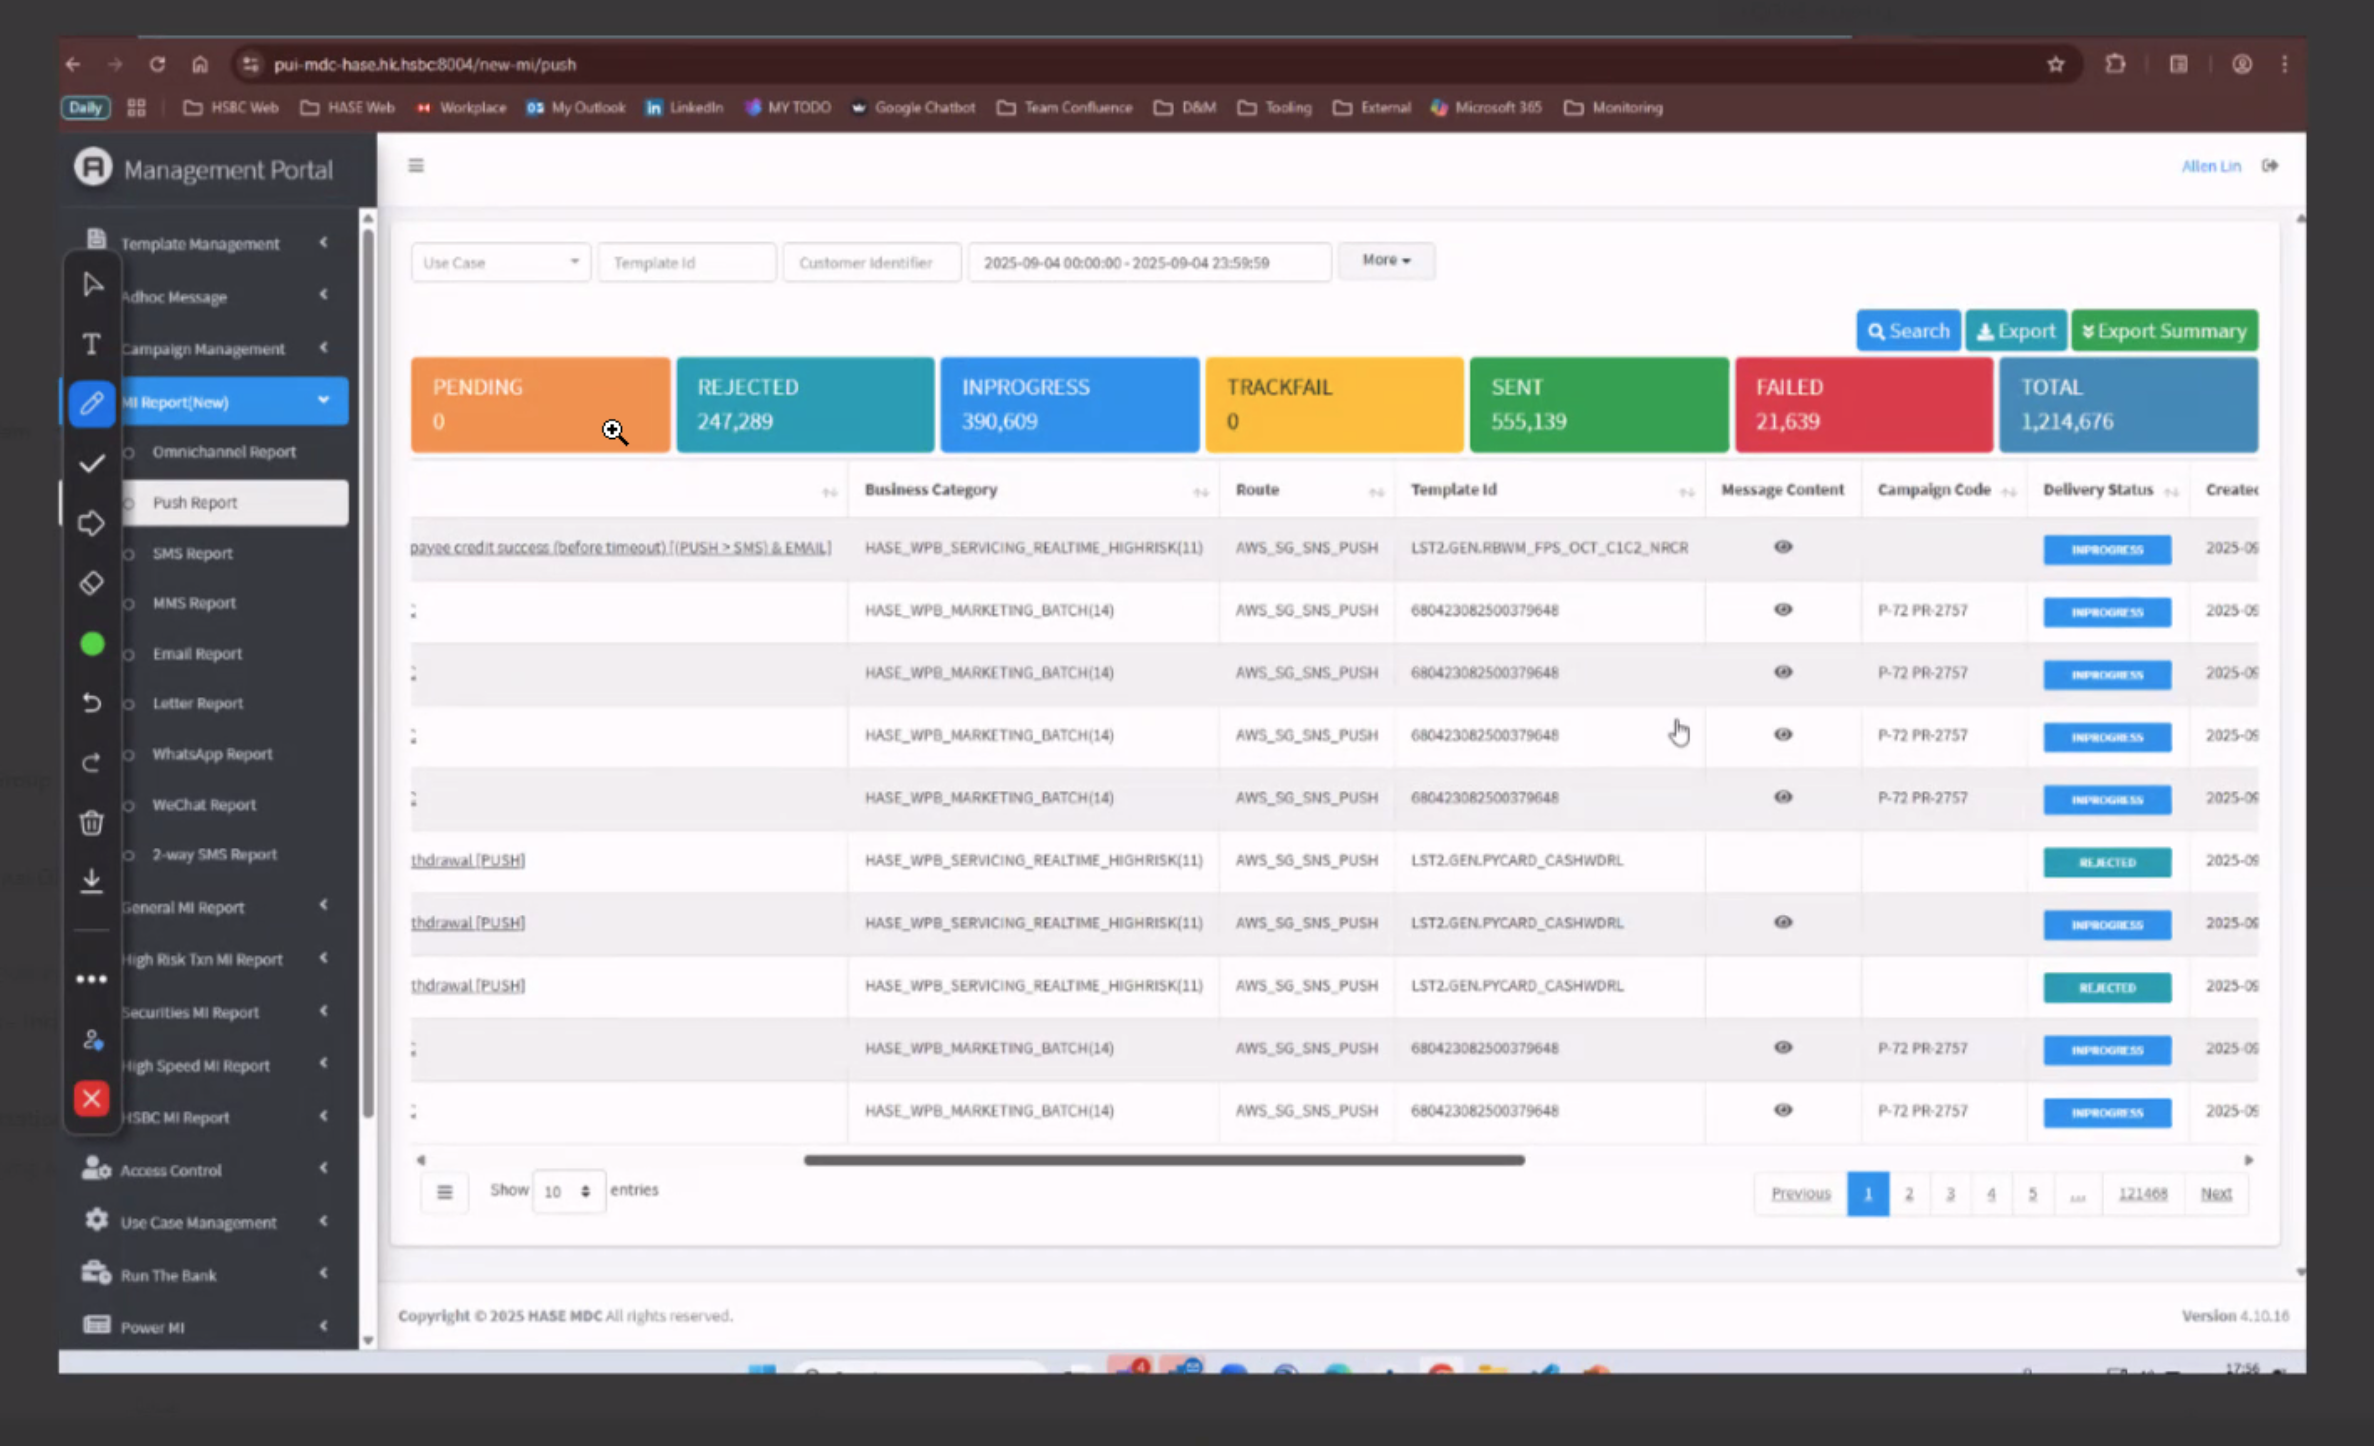 pui-mdc-hase.hk.hsbc:8004/new-mi/push
Daily HSBC Web HASE Web Workplace My Outlook LinkedIn MY TODO Google Chatbot Team Confluence D&M Tooling External Microsoft 365 Monitoring
Management Portal
Allen Lin
Template Management
Adhoc Message
Campaign Management
MI Report(New)
Omnichannel Report
Push Report
SMS Report
MMS Report
Email Report
Letter Report
WhatsApp Report
WeChat Report
2-way SMS Report
General MI Report
High Risk Txn MI Report
Securities MI Report
High Speed MI Report
HSBC MI Report
Access Control
Use Case Management
Run The Bank
Power MI
Use Case Template Id Customer Identifier 2025-09-04 00:00:00 - 2025-09-04 23:59:59 More
Search Export Export Summary
PENDING REJECTED INPROGRESS TRACKFAIL SENT FAILED TOTAL
0 247,289 390,609 0 555,139 21,639 1,214,676
Business Category Route Template Id Message Content Campaign Code Delivery Status Created
payee credit success (before timeout) [(PUSH > SMS) & EMAIL] HASE_WPB_SERVICING_REALTIME_HIGHRISK(11) AWS_SG_SNS_PUSH LST2.GEN.RBWM_FPS_OCT_C1C2_NRCR INPROGRESS 2025-09
HASE_WPB_MARKETING_BATCH(14) AWS_SG_SNS_PUSH 680423082500379648 P-72 PR-2757 INPROGRESS 2025-09
HASE_WPB_MARKETING_BATCH(14) AWS_SG_SNS_PUSH 680423082500379648 P-72 PR-2757 INPROGRESS 2025-09
HASE_WPB_MARKETING_BATCH(14) AWS_SG_SNS_PUSH 680423082500379648 P-72 PR-2757 INPROGRESS 2025-09
HASE_WPB_MARKETING_BATCH(14) AWS_SG_SNS_PUSH 680423082500379648 P-72 PR-2757 INPROGRESS 2025-09
thdrawal [PUSH] HASE_WPB_SERVICING_REALTIME_HIGHRISK(11) AWS_SG_SNS_PUSH LST2.GEN.PYCARD_CASHWDRL REJECTED 2025-09
thdrawal [PUSH] HASE_WPB_SERVICING_REALTIME_HIGHRISK(11) AWS_SG_SNS_PUSH LST2.GEN.PYCARD_CASHWDRL INPROGRESS 2025-09
thdrawal [PUSH] HASE_WPB_SERVICING_REALTIME_HIGHRISK(11) AWS_SG_SNS_PUSH LST2.GEN.PYCARD_CASHWDRL REJECTED 2025-09
HASE_WPB_MARKETING_BATCH(14) AWS_SG_SNS_PUSH 680423082500379648 P-72 PR-2757 INPROGRESS 2025-09
HASE_WPB_MARKETING_BATCH(14) AWS_SG_SNS_PUSH 680423082500379648 P-72 PR-2757 INPROGRESS 2025-09
Show 10 entries
Previous 1 2 3 4 5 ... 121468 Next
Copyright © 2025 HASE MDC All rights reserved.
Version 4.10.16
4
17:56